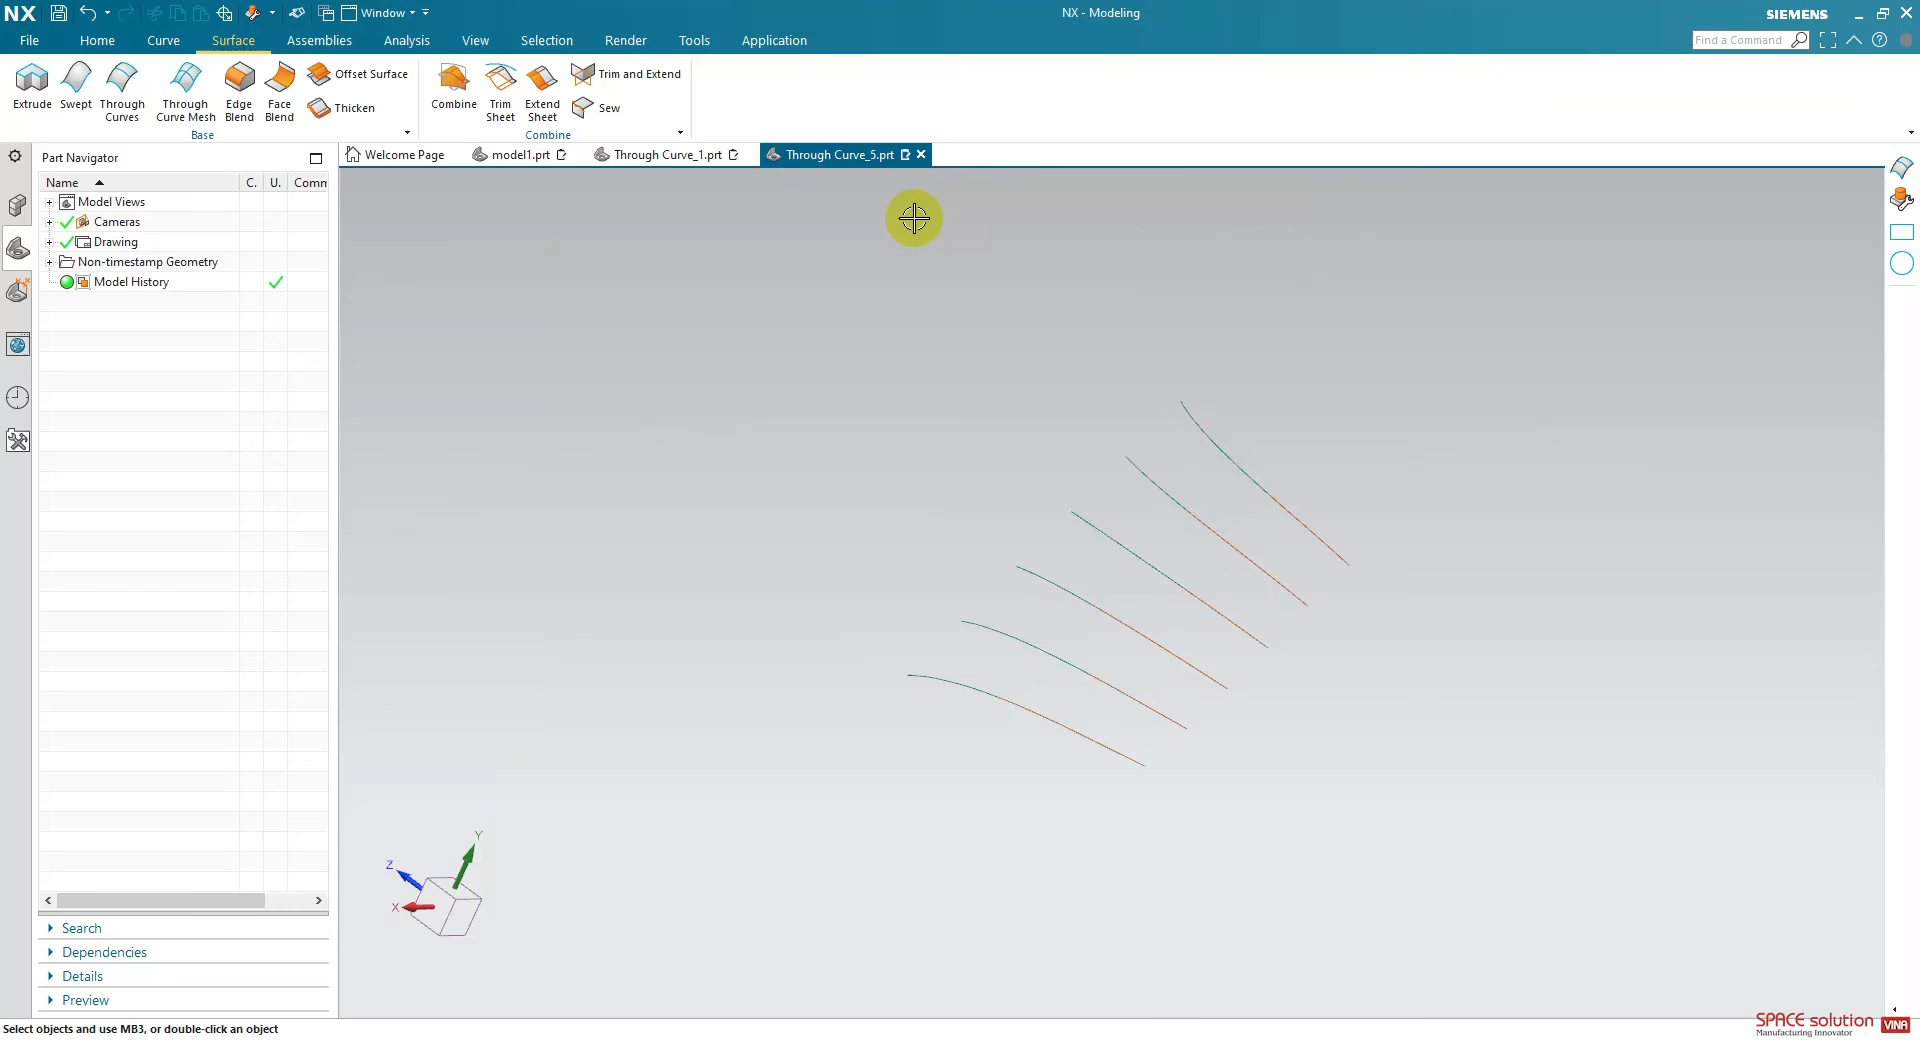 NX
Window
NX - Modeling
SIEMENS
File
Home
Curve
Surface
Assemblies
Analysis
View
Selection
Render
Tools
Application
Find a Command
Extrude
Swept
Through
Curves
Through
Curve Mesh
Edge
Blend
Face
Blend
Offset Surface
Thicken
Base
Combine
Trim
Sheet
Extend
Sheet
Trim and Extend
Sew
Combine
Part Navigator
Welcome Page
model1.prt
Through Curve_1.prt
Through Curve_5.prt
Name
C.
U.
Comm
Model Views
Cameras
Drawing
Non-timestamp Geometry
Model History
Y
Z
X
Search
Dependencies
Details
Preview
Select objects and use MB3, or double-click an object
SPACE solution
Manufacturing Innovator
VINA